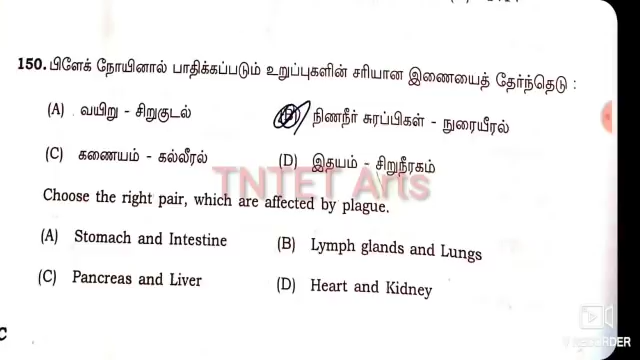 150. பிளேக் நோயினால் பாதிக்கப்படும் உறுப்புகளின் சரியான இணையைத் தேர்ந்தெடு :
(A) வயிறு - சிறுகுடல் (B) நிணநீர் சுரப்பிகள் - நுரையீரல்
(C) கணையம் - கல்லீரல் (D) இதயம் - சிறுநீரகம்
TNTET Arts
Choose the right pair, which are affected by plague.
(A) Stomach and Intestine (B) Lymph glands and Lungs
(C) Pancreas and Liver (D) Heart and Kidney